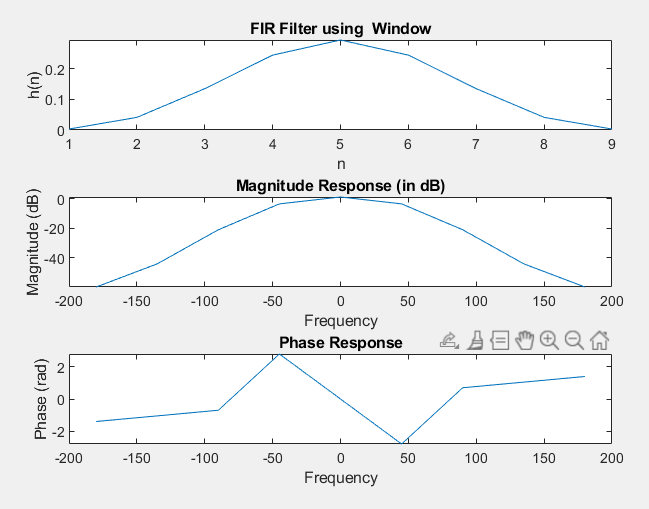 FIR Filter using  Window
h(n)
0.2
0.1
0
1 2 3 4 5 6 7 8 9
n
Magnitude Response (in dB)
Magnitude (dB)
0
-20
-40
-200 -150 -100 -50 0 50 100 150 200
Frequency
Phase Response
Phase (rad)
2
0
-2
-200 -150 -100 -50 0 50 100 150 200
Frequency